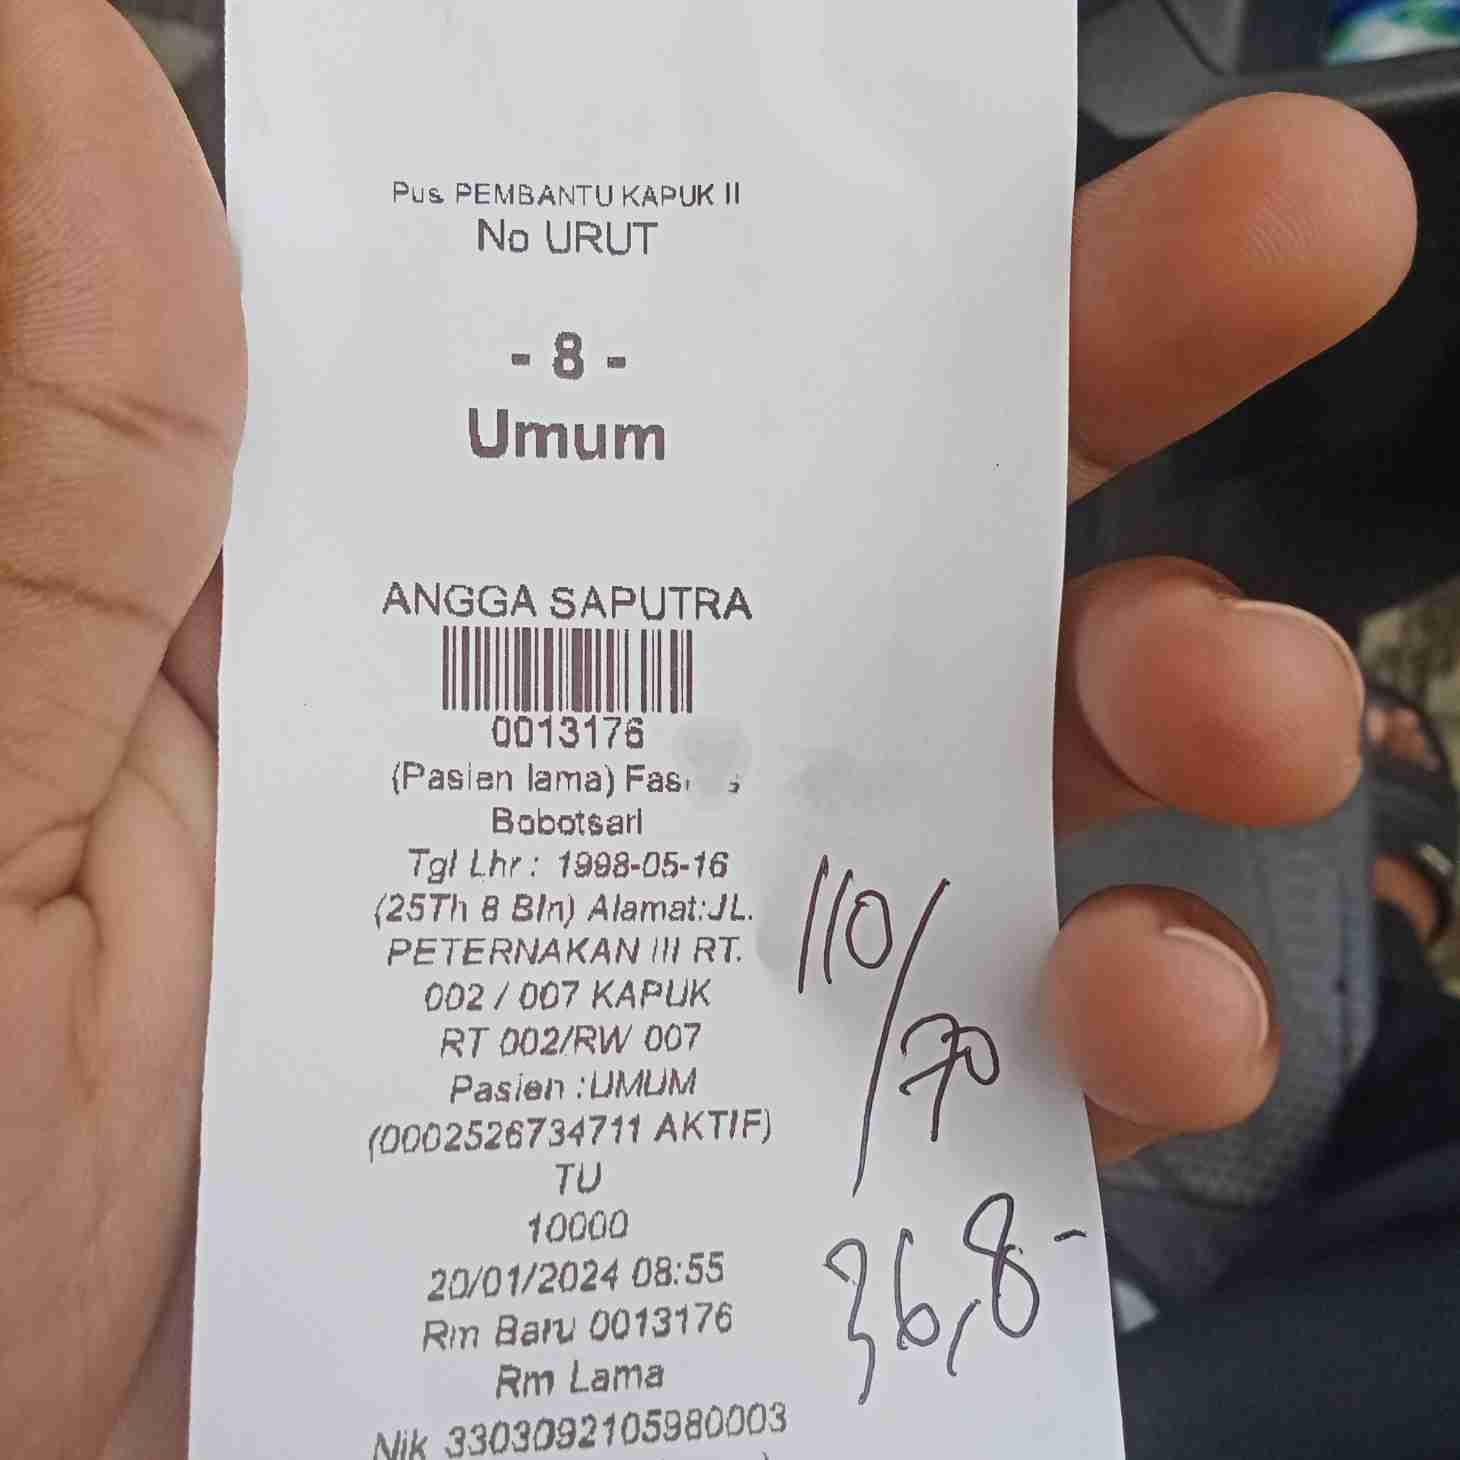 Pus PEMBANTU KAPUK II
No URUT
- 8 -
Umum
ANGGA SAPUTRA
0013176
(Pasien lama)
Bobotsari
Tgl Lhr : 1998-05-16
(25Th 8 Bln) Alamat:JL.
PETERNAKAN III RT.
002 / 007 KAPUK
RT 002/RW 007
Pasien :UMUM
(0002526734711 AKTIF)
TU
10000
20/01/2024 08:55
Rm Baru 0013176
Rm Lama
Nik 3303092105980003
110/70
36,8-